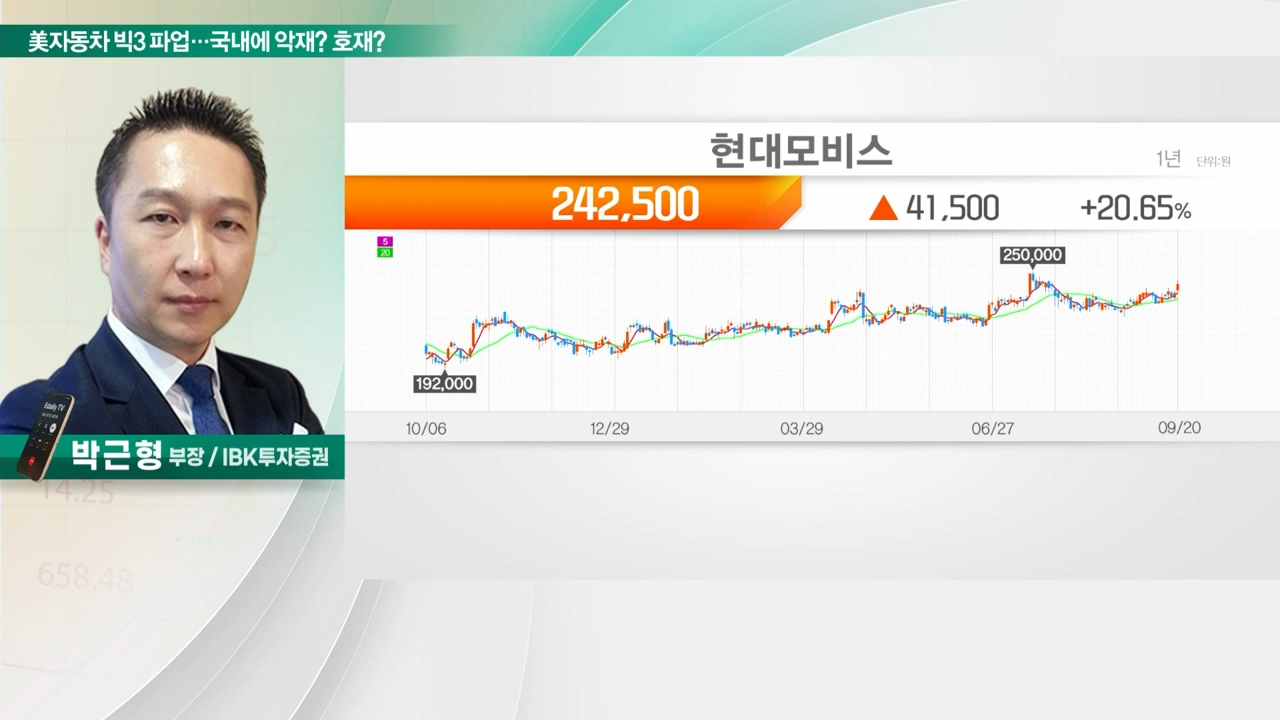 美자동차 빅3 파업…국내에 악재? 호재?
현대모비스
1년 단위:원
242,500 ▲ 41,500 +20.65%
5
20
250,000
192,000
10/06 12/29 03/29 06/27 09/20
Edaily TV
박근형 부장 / IBK투자증권
14.25
658.48